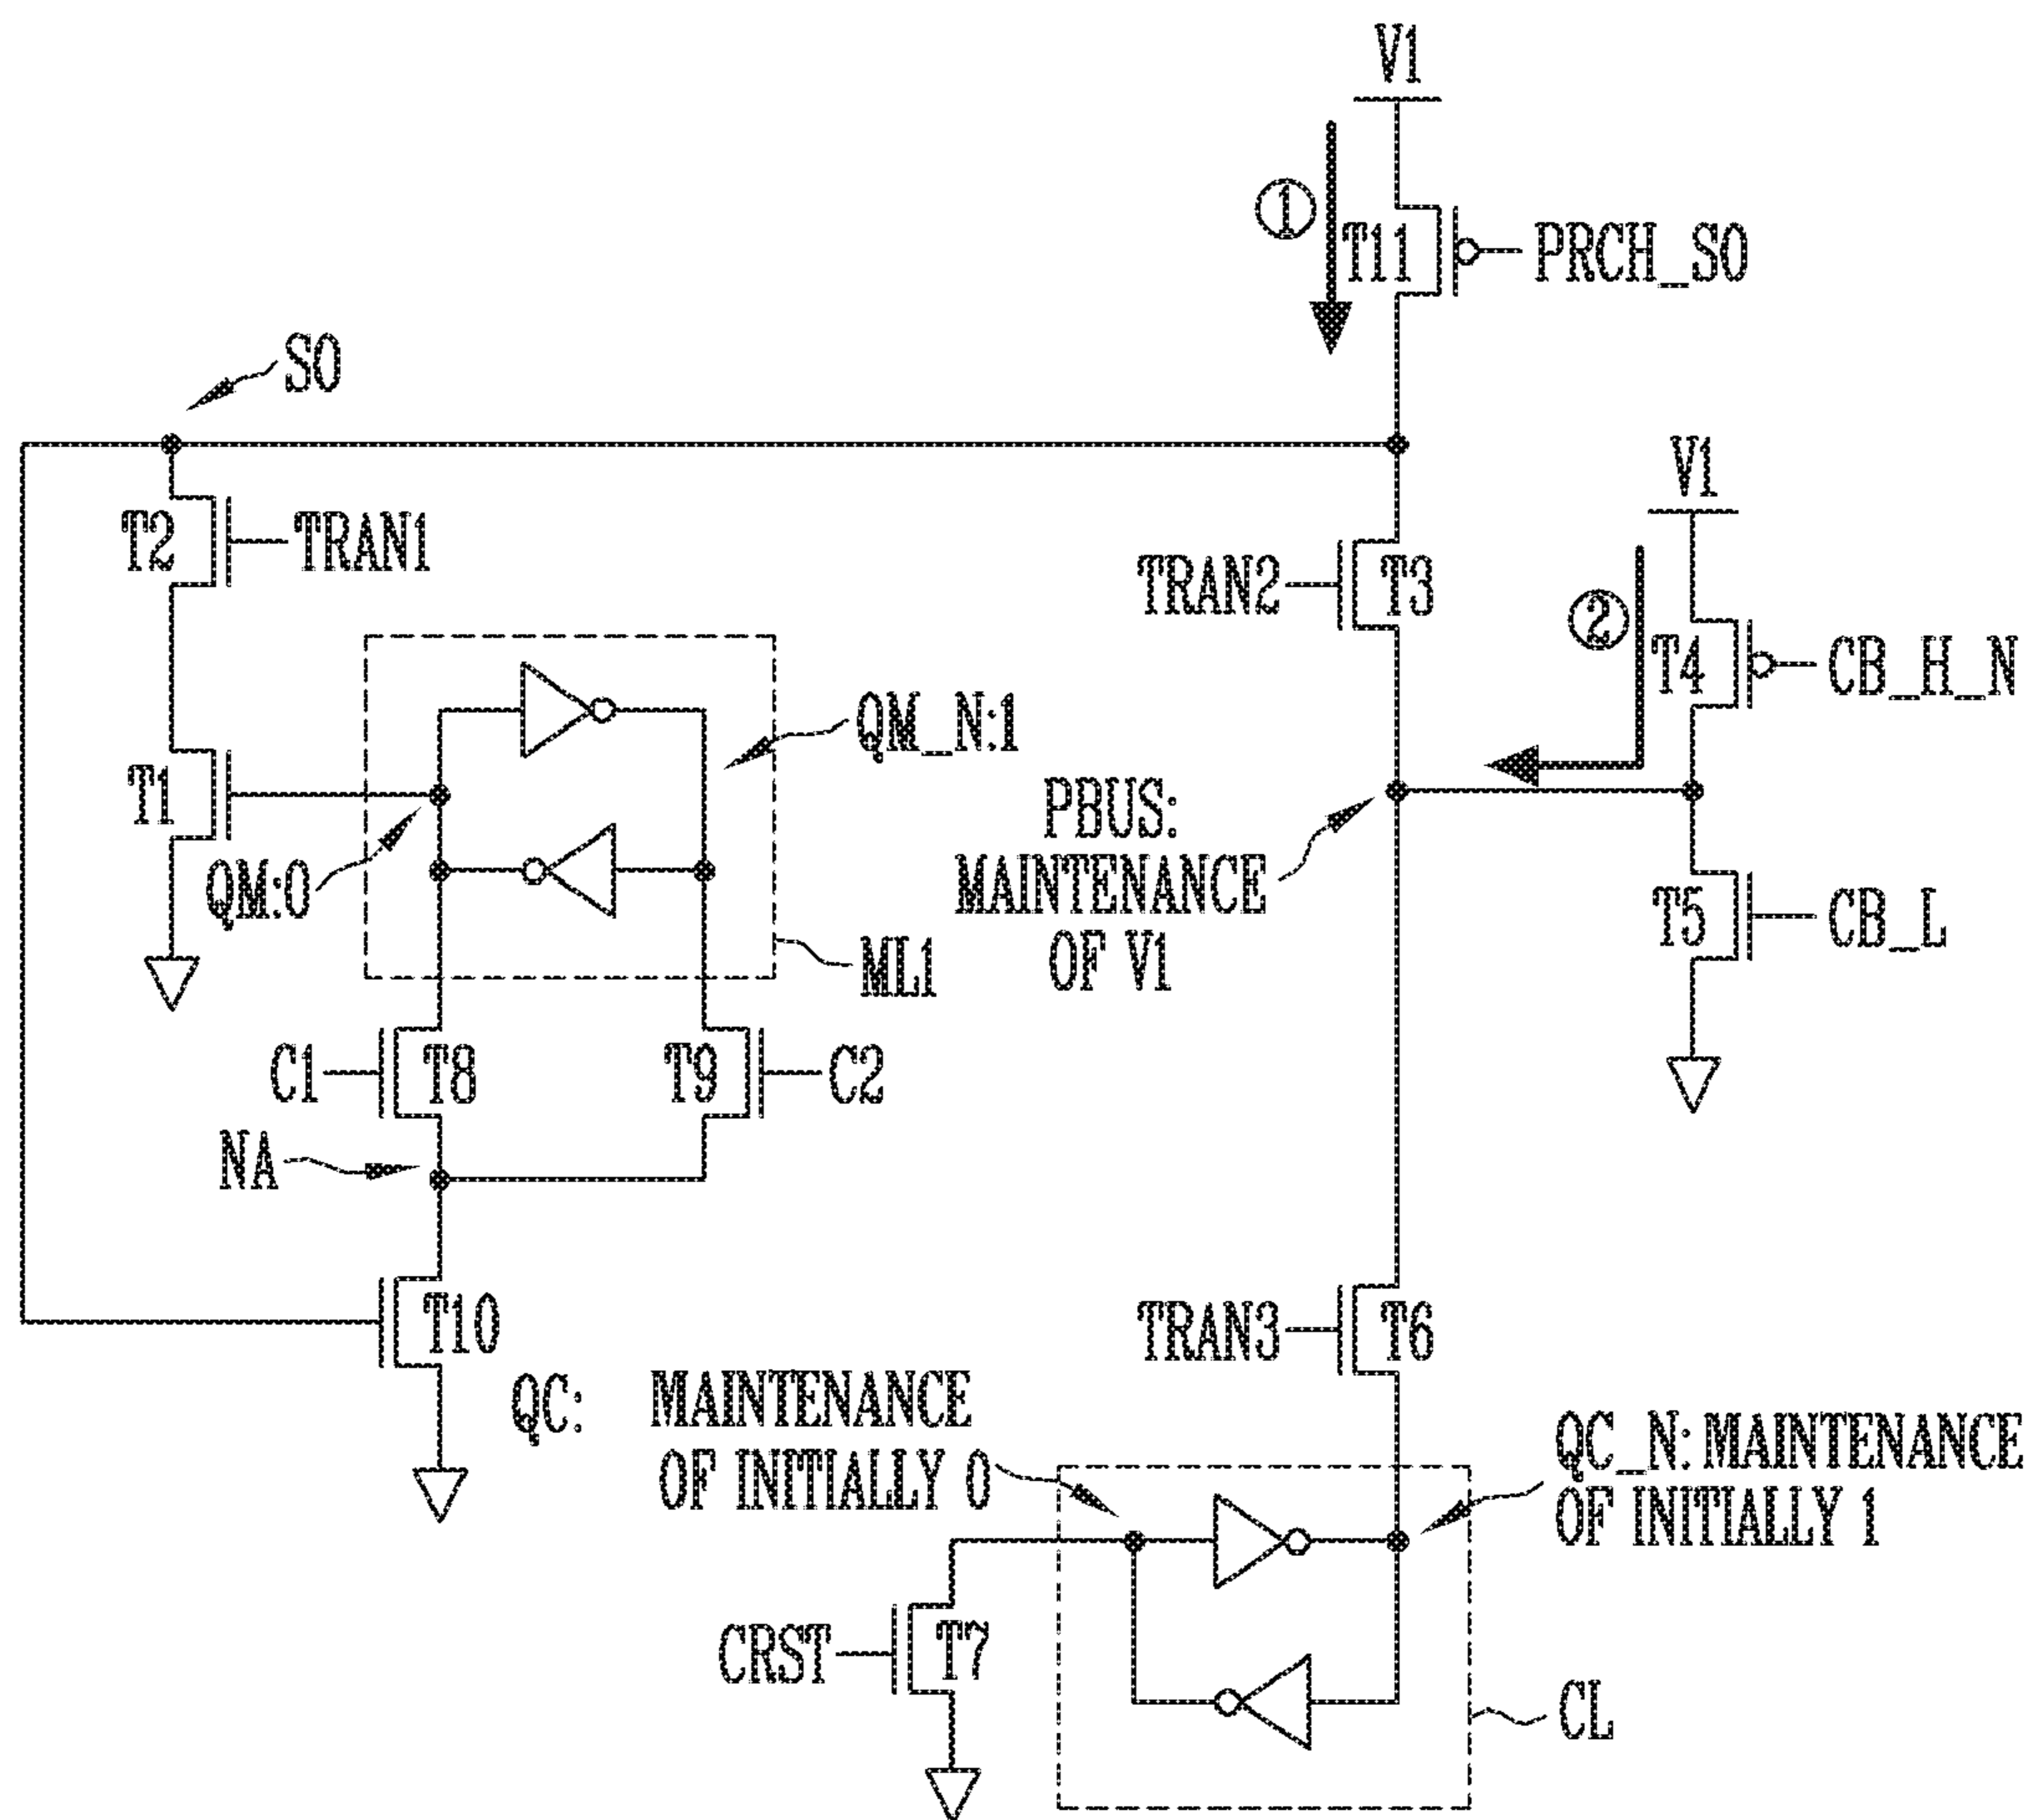 V1
①
T11
PRCH_SO
SO
V1
T2
TRAN1
TRAN2
T3
②
T4
CB_H_N
QM_N:1
T1
PBUS:
MAINTENANCE
OF V1
QM:0
T5
CB_L
ML1
C1
T8
T9
C2
NA
T10
TRAN3
T6
QC: MAINTENANCE
OF INITIALLY 0
QC_N: MAINTENANCE
OF INITIALLY 1
CRST
T7
CL